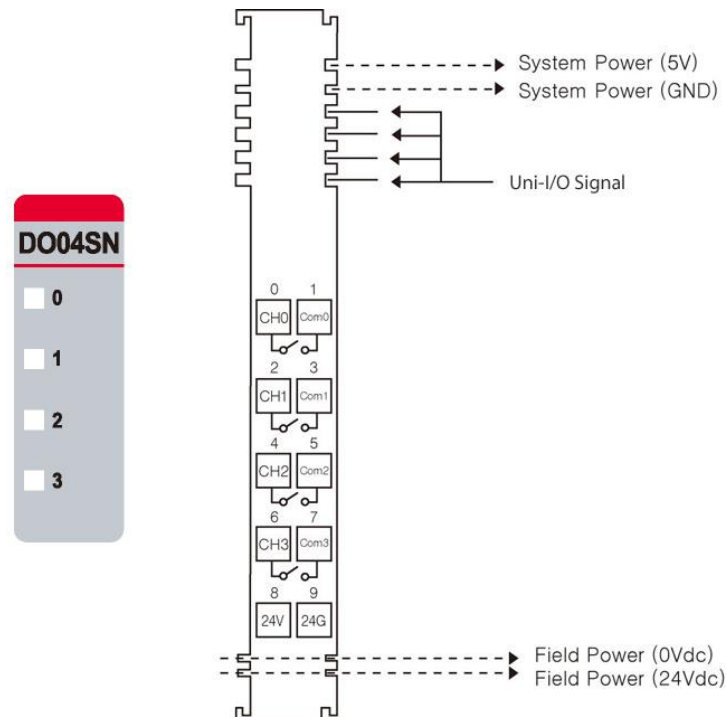 System Power (5V)
System Power (GND)
Uni-I/O Signal
DO04SN
0
1
2
3
0 1
CH0 Com0
2 3
CH1 Com1
4 5
CH2 Com2
6 7
CH3 Com3
8 9
24V 24G
Field Power (0Vdc)
Field Power (24Vdc)